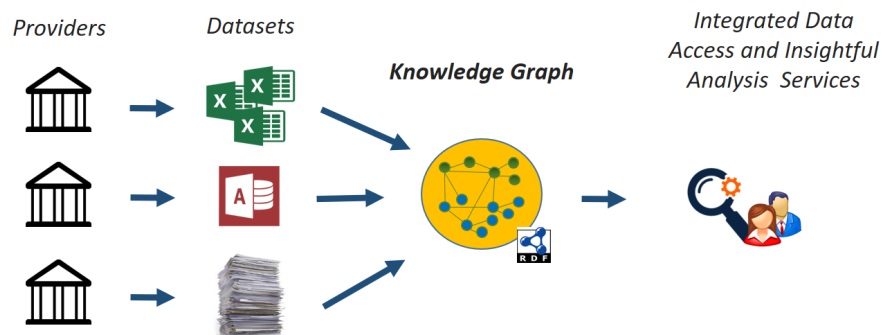 Providers
Datasets
Knowledge Graph
Integrated Data
Access and Insightful
Analysis Services
X
X
X
A
RDF